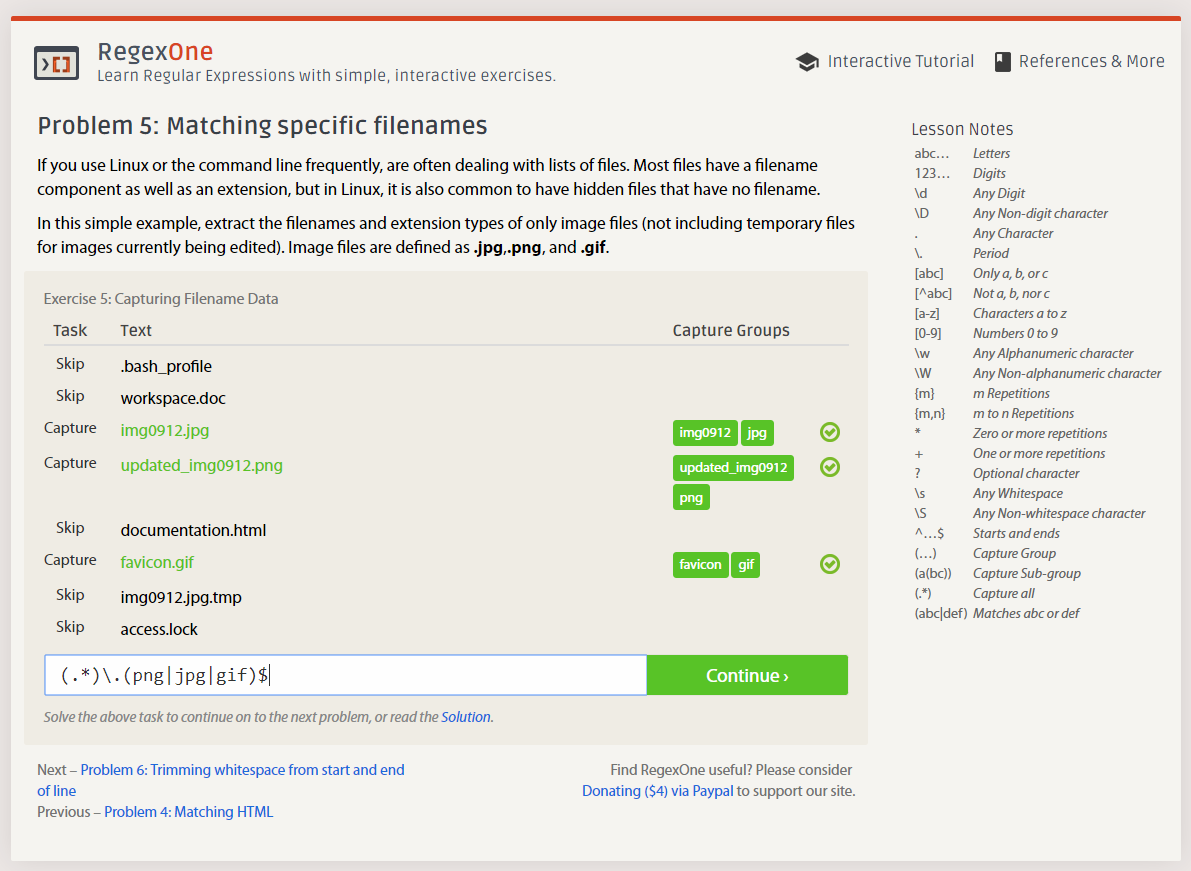 RegexOne
Learn Regular Expressions with simple, interactive exercises.
Interactive Tutorial
References & More
Problem 5: Matching specific filenames
If you use Linux or the command line frequently, are often dealing with lists of files. Most files have a filename
component as well as an extension, but in Linux, it is also common to have hidden files that have no filename.
In this simple example, extract the filenames and extension types of only image files (not including temporary files
for images currently being edited). Image files are defined as .jpg,.png, and .gif.
Exercise 5: Capturing Filename Data
Task Text Capture Groups
Skip .bash_profile
Skip workspace.doc
Capture img0912.jpg img0912 jpg
Capture updated_img0912.png updated_img0912
png
Skip documentation.html
Capture favicon.gif favicon gif
Skip img0912.jpg.tmp
Skip access.lock
(.*)\.(png|jpg|gif)$
Continue ›
Solve the above task to continue on to the next problem, or read the Solution.
Next – Problem 6: Trimming whitespace from start and end
of line
Previous – Problem 4: Matching HTML
Find RegexOne useful? Please consider
Donating ($4) via Paypal to support our site.
Lesson Notes
abc… Letters
123… Digits
\d Any Digit
\D Any Non-digit character
. Any Character
\. Period
[abc] Only a, b, or c
[^abc] Not a, b, nor c
[a-z] Characters a to z
[0-9] Numbers 0 to 9
\w Any Alphanumeric character
\W Any Non-alphanumeric character
{m} m Repetitions
{m,n} m to n Repetitions
* Zero or more repetitions
+ One or more repetitions
? Optional character
\s Any Whitespace
\S Any Non-whitespace character
^…$ Starts and ends
(…) Capture Group
(a(bc)) Capture Sub-group
(.*) Capture all
(abc|def) Matches abc or def